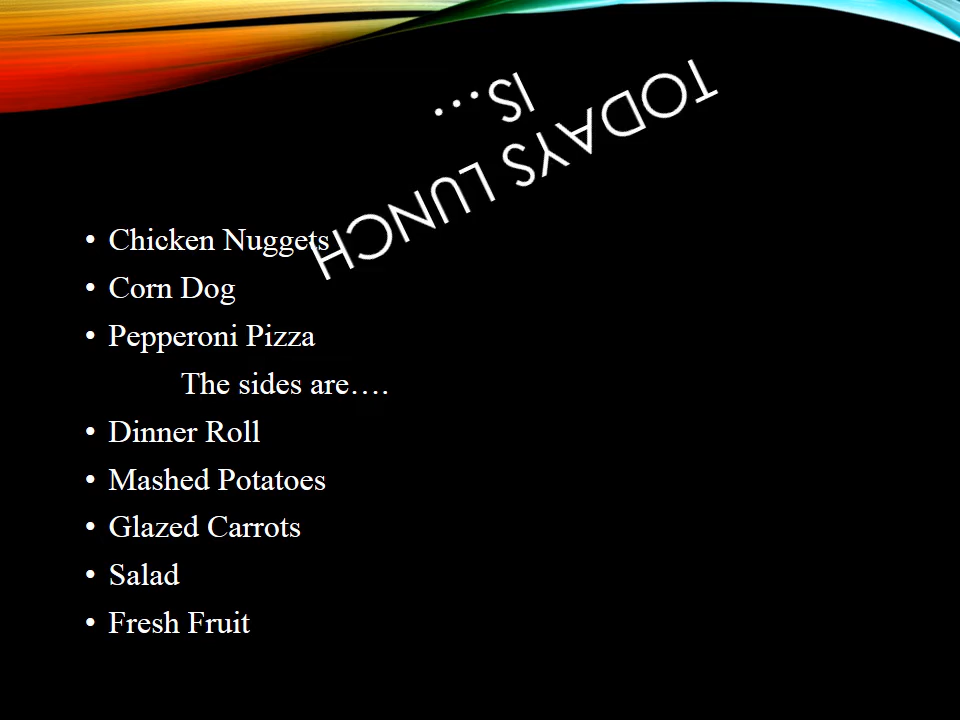 TODAYS LUNCH
IS...
• Chicken Nuggets
• Corn Dog
• Pepperoni Pizza
The sides are….
• Dinner Roll
• Mashed Potatoes
• Glazed Carrots
• Salad
• Fresh Fruit